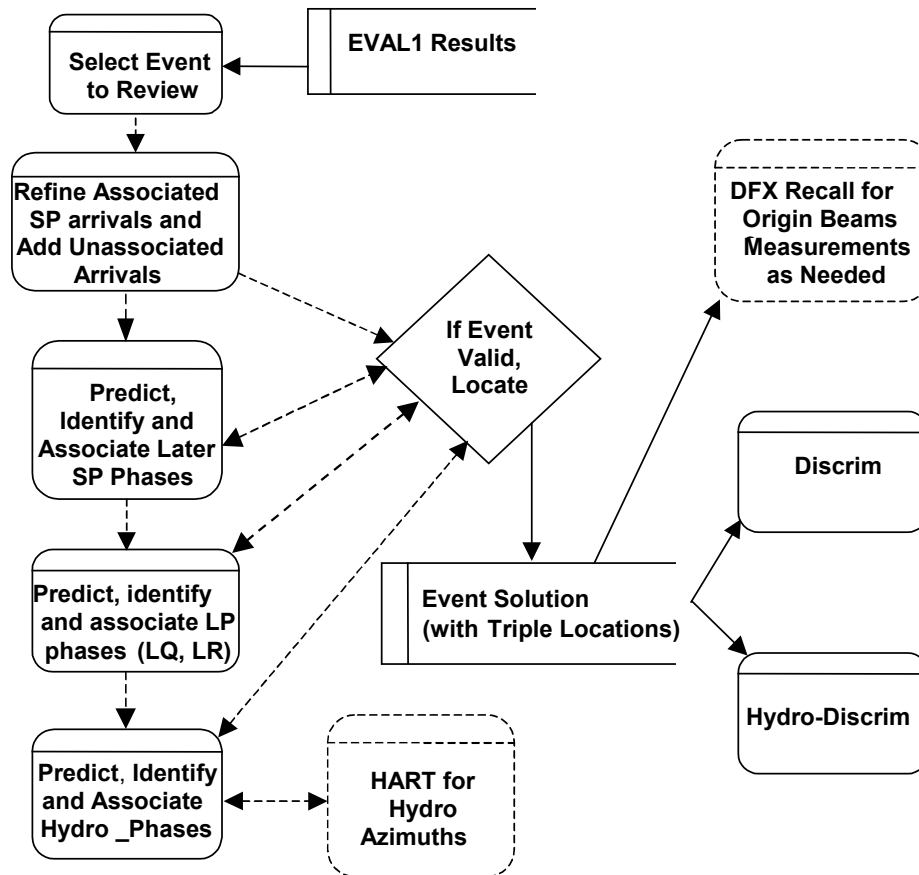 EVAL1 Results
Select Event
to Review
Refine Associated
SP arrivals and
Add Unassociated
Arrivals
DFX Recall for
Origin Beams
Measurements
as Needed
If Event
Valid,
Locate
Predict,
Identify and
Associate Later
SP Phases
Discrim
Predict, identify
and associate LP
phases (LQ, LR)
Event Solution
(with Triple Locations)
Hydro-Discrim
Predict, Identify
and Associate
Hydro _Phases
HART for
Hydro
Azimuths